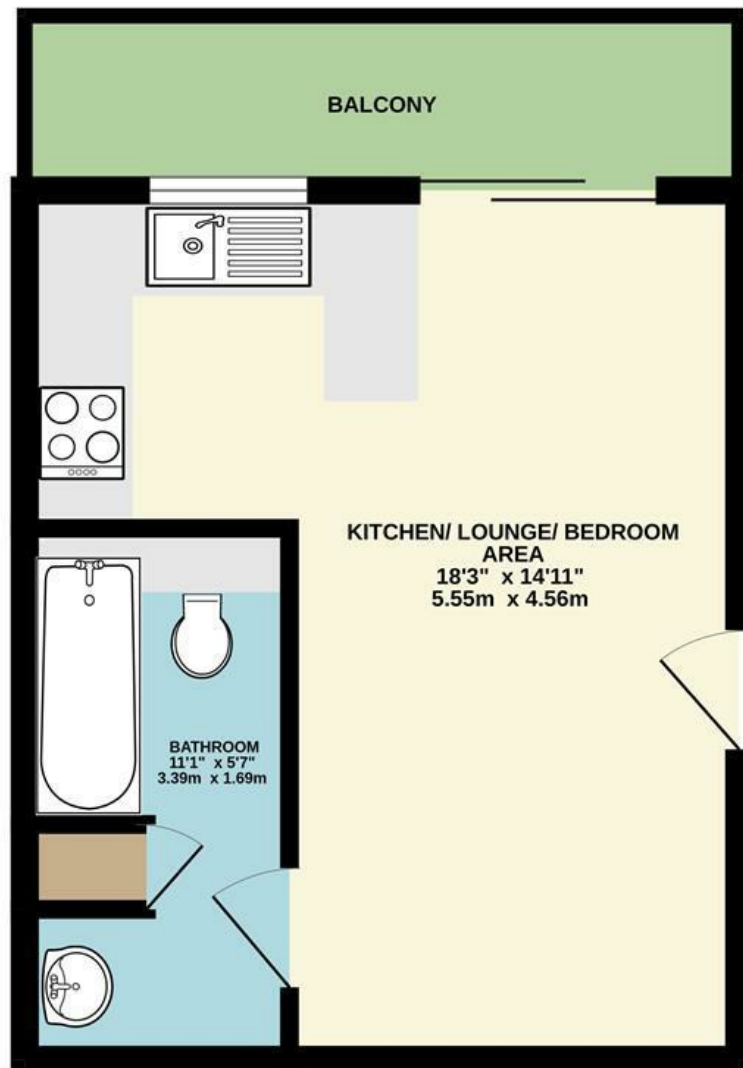 BALCONY
KITCHEN/ LOUNGE/ BEDROOM
AREA
18'3" x 14'11"
5.55m x 4.56m
BATHROOM
11'1" x 5'7"
3.39m x 1.69m